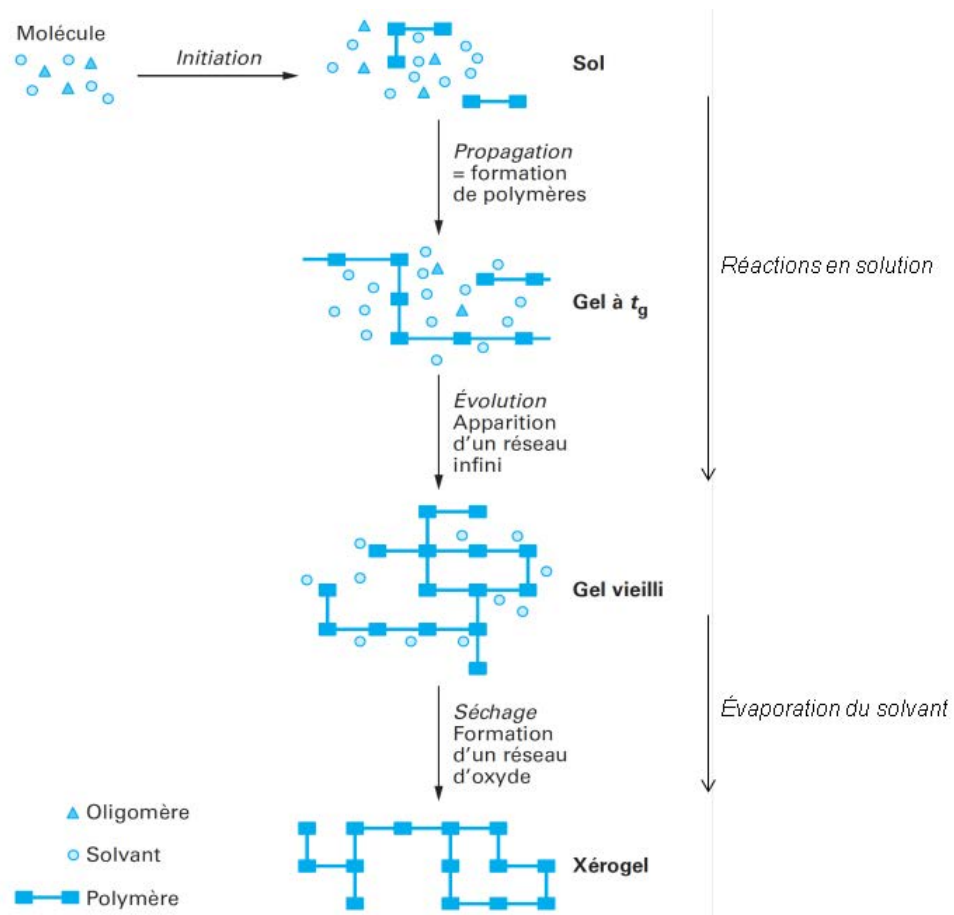 Molécule
Initiation
Sol
Propagation
= formation
de polymères
Réactions en solution
Gel à tg
Évolution
Apparition
d'un réseau
infini
Gel vieilli
Séchage
Formation
d'un réseau
d'oxyde
Évaporation du solvant
Oligomère
Solvant
Xérogel
Polymère